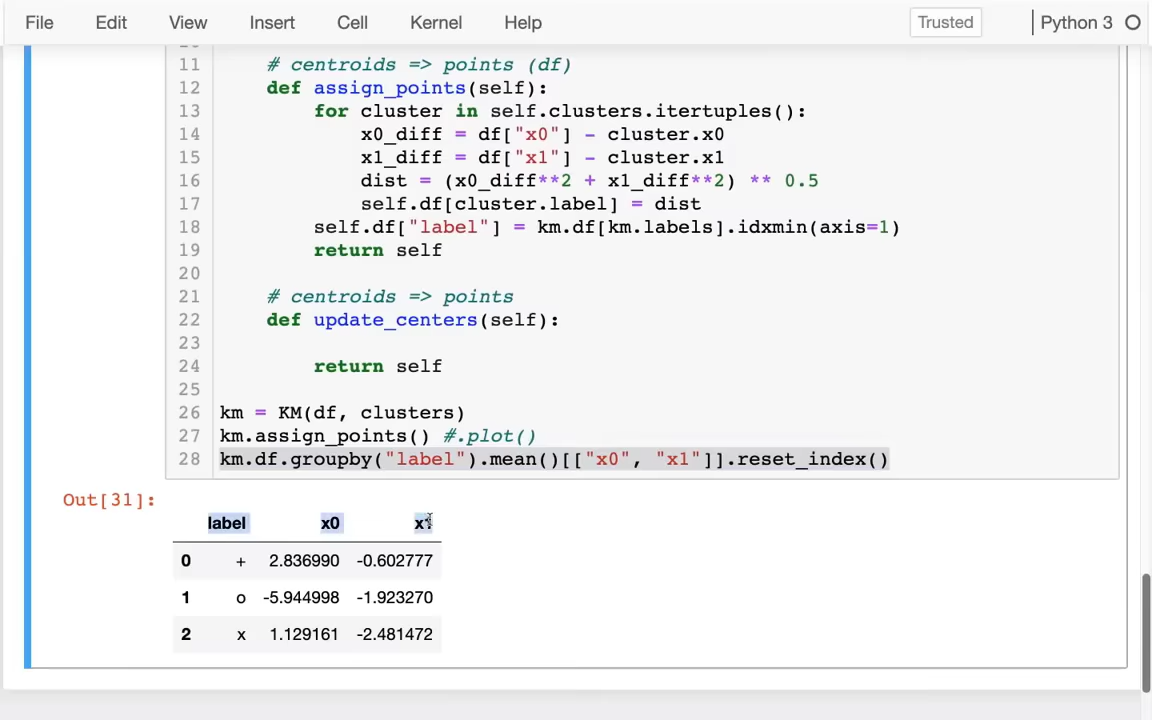 File Edit View Insert Cell Kernel Help Trusted Python 3
11 # centroids => points (df)
12 def assign_points(self):
13 for cluster in self.clusters.itertuples():
14 x0_diff = df["x0"] - cluster.x0
15 x1_diff = df["x1"] - cluster.x1
16 dist = (x0_diff**2 + x1_diff**2) ** 0.5
17 self.df[cluster.label] = dist
18 self.df["label"] = km.df[km.labels].idxmin(axis=1)
19 return self
20
21 # centroids => points
22 def update_centers(self):
23
24 return self
25
26 km = KM(df, clusters)
27 km.assign_points() #.plot()
28 km.df.groupby("label").mean()[["x0", "x1"]].reset_index()
Out[31]:
label x0 x1
0 + 2.836990 -0.602777
1 o -5.944998 -1.923270
2 x 1.129161 -2.481472